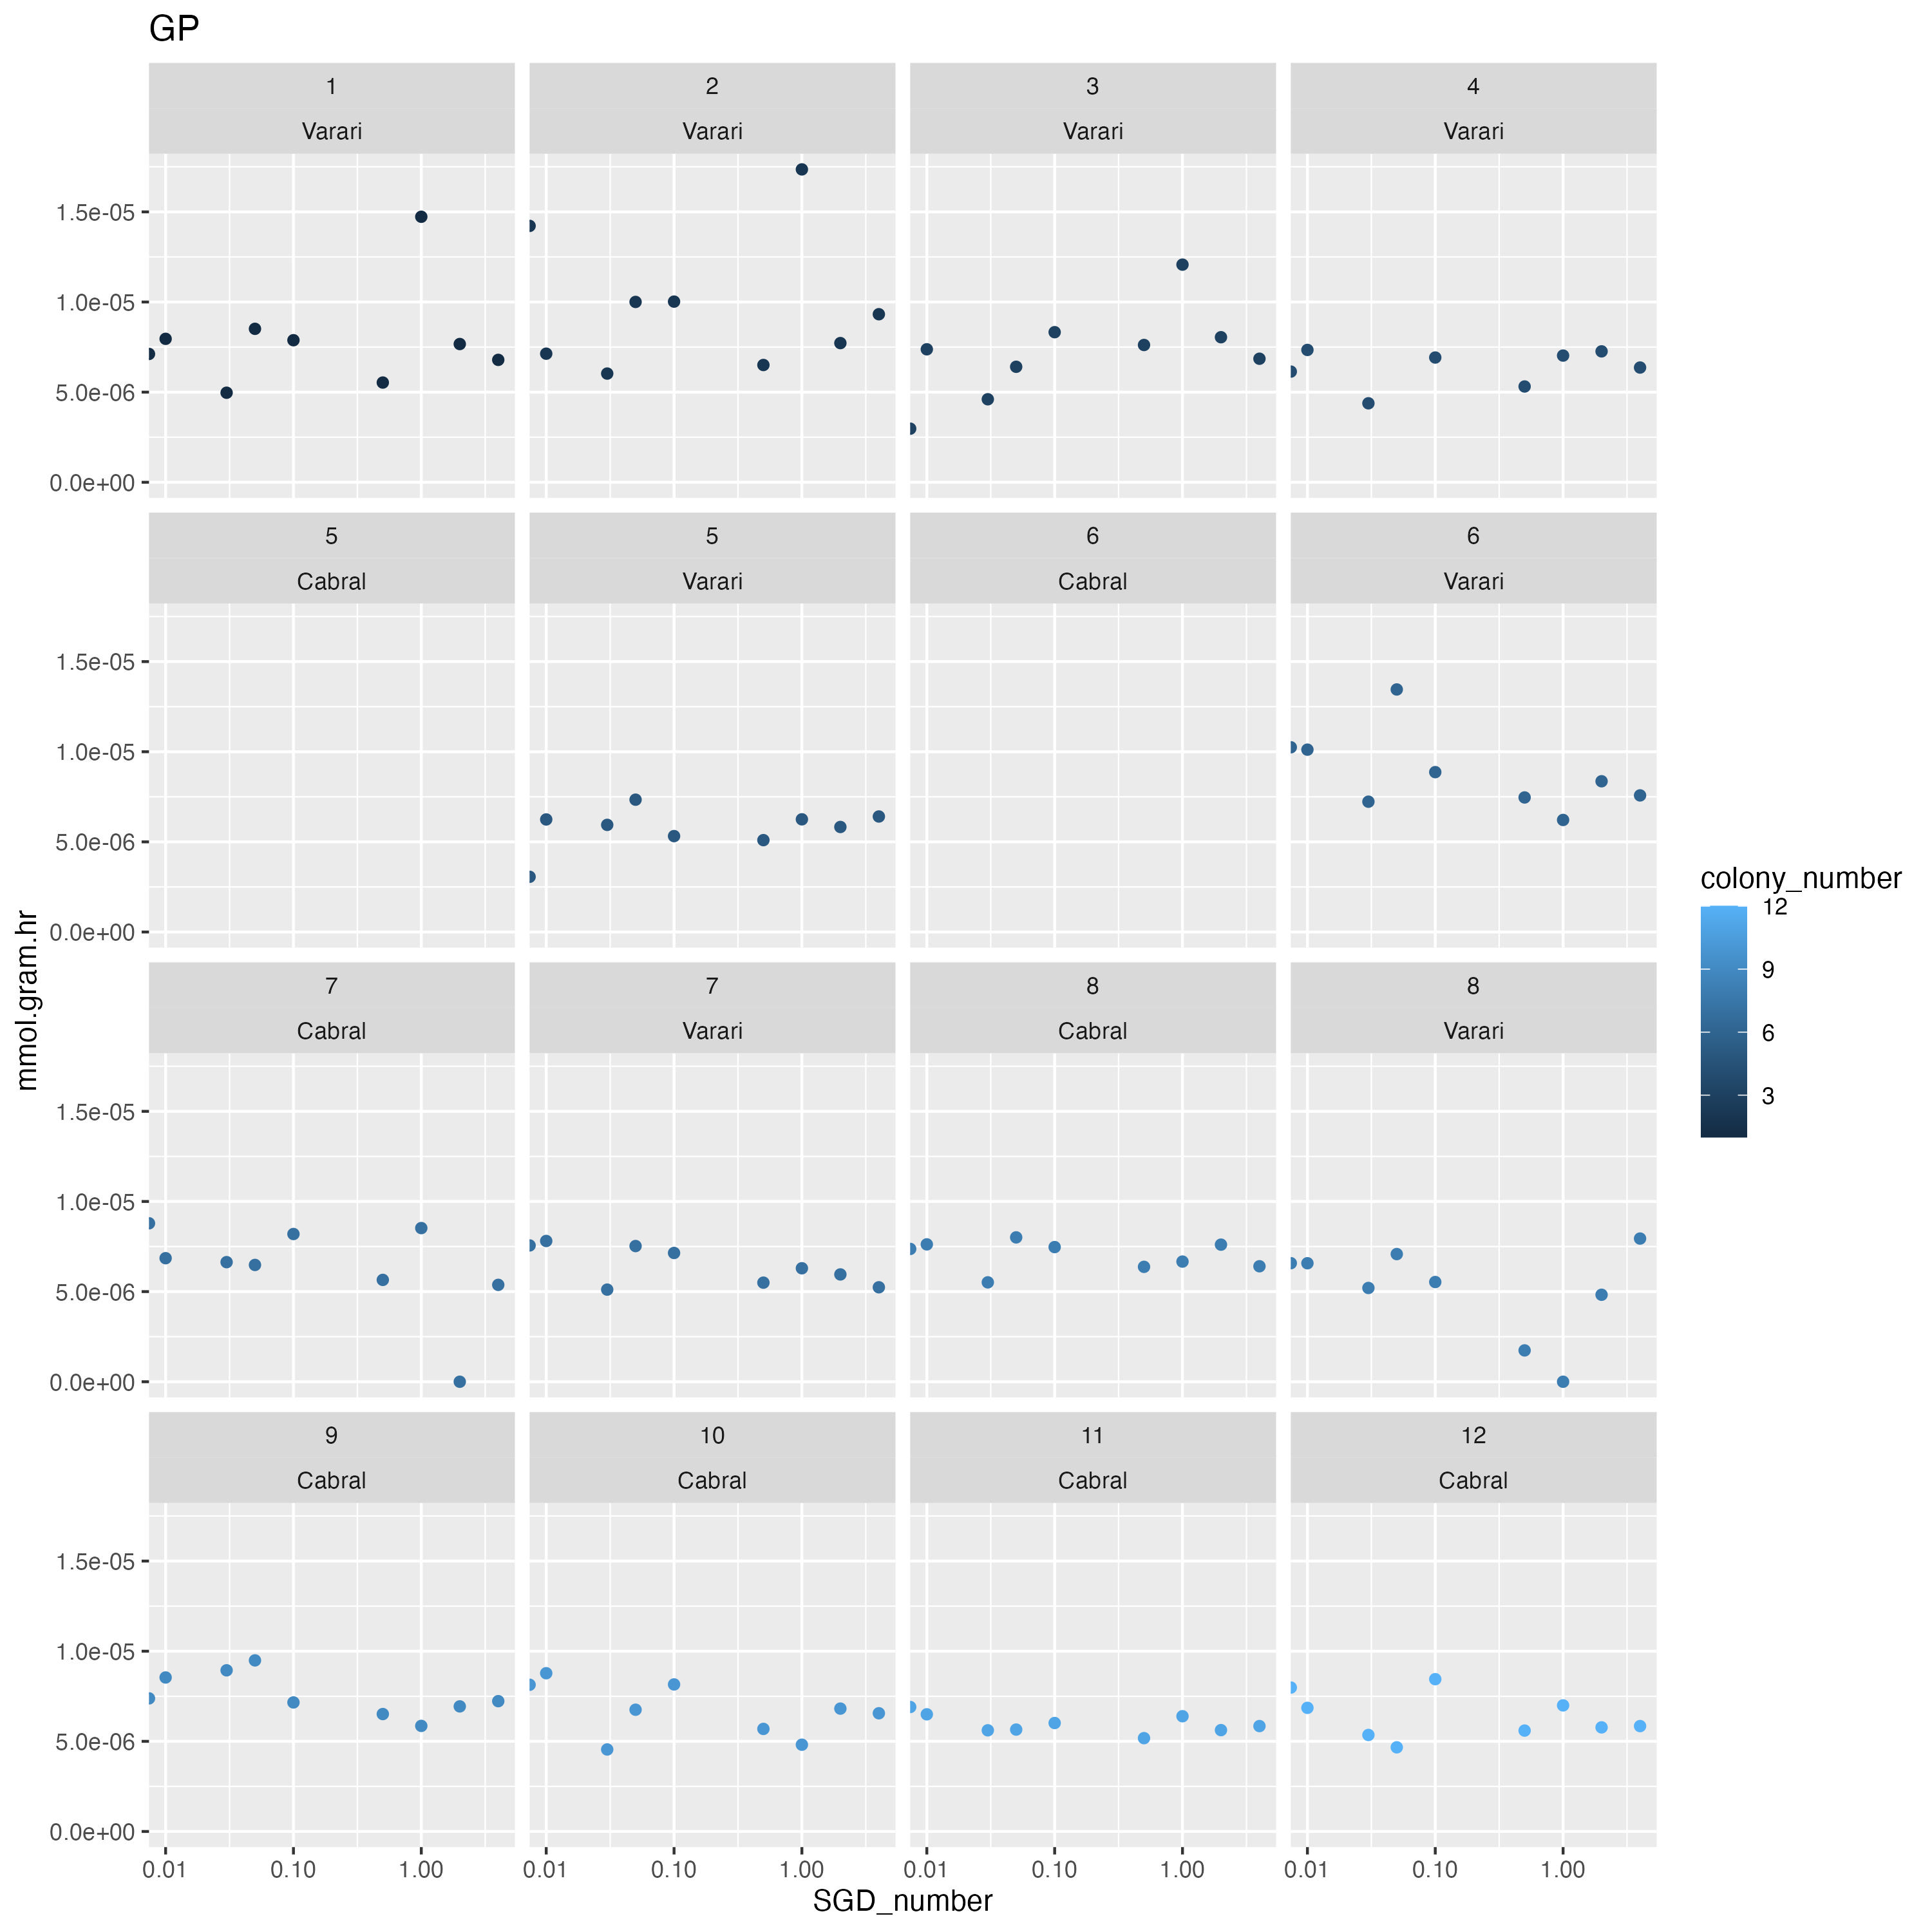 GP
1 2 3 4
Varari Varari Varari Varari
1.5e-05
1.0e-05
5.0e-06
0.0e+00
5 5 6 6
Cabral Varari Cabral Varari
1.5e-05
1.0e-05
5.0e-06
0.0e+00
7 7 8 8
Cabral Varari Cabral Varari
1.5e-05
1.0e-05
5.0e-06
0.0e+00
9 10 11 12
Cabral Cabral Cabral Cabral
1.5e-05
1.0e-05
5.0e-06
0.0e+00
0.01 0.10 1.00 0.01 0.10 1.00 0.01 0.10 1.00 0.01 0.10 1.00
SGD_number
mmol.gram.hr
colony_number
12
9
6
3